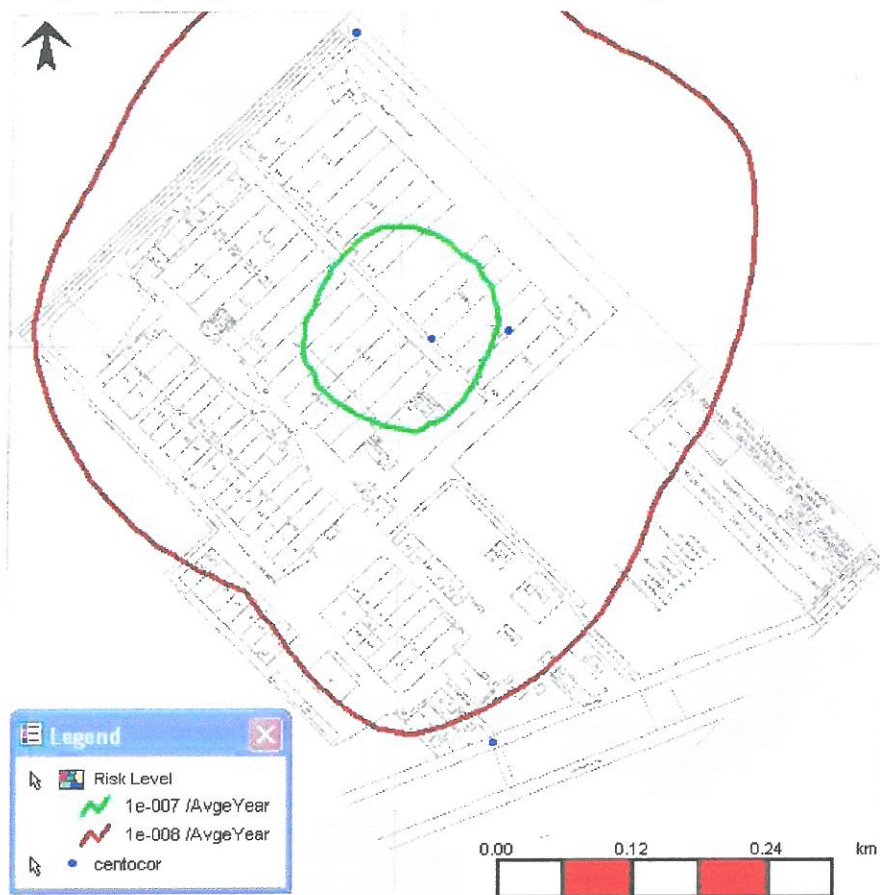 Legend
Risk Level
1e-007 /AvgeYear
1e-008 /AvgeYear
centocor
0.00 0.12 0.24 km